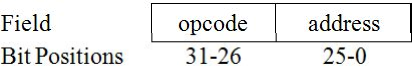 Field opcode address
Bit Positions 31-26 25-0